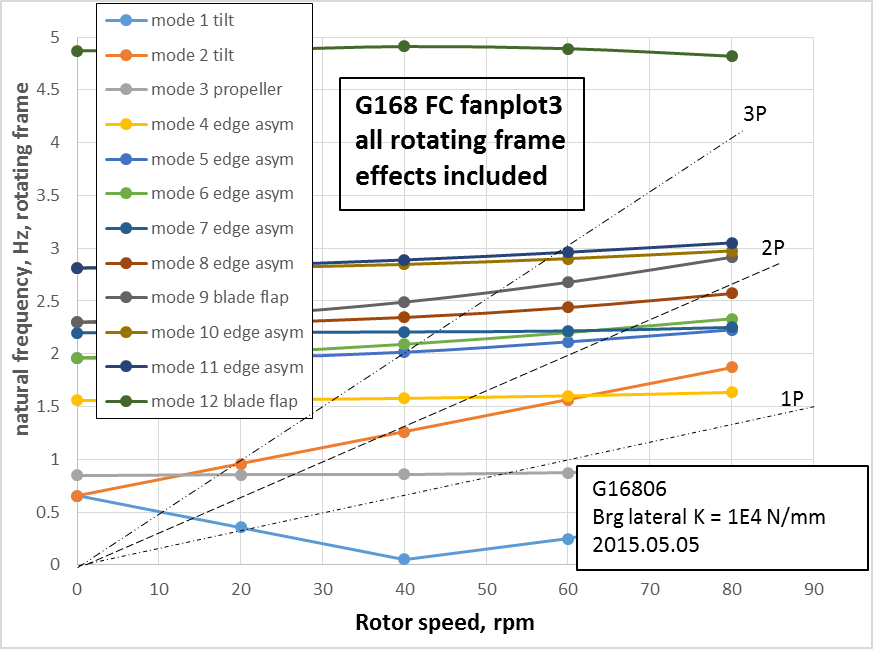 mode 1 tilt
mode 2 tilt
mode 3 propeller
mode 4 edge asym
mode 5 edge asym
mode 6 edge asym
mode 7 edge asym
mode 8 edge asym
mode 9 blade flap
mode 10 edge asym
mode 11 edge asym
mode 12 blade flap
G168 FC fanplot3
all rotating frame
effects included
3P
2P
1P
G16806
Brg lateral K = 1E4 N/mm
2015.05.05
natural frequency, Hz, rotating frame
5
4.5
4
3.5
3
2.5
2
1.5
1
0.5
0
0 10 20 30 40 50 60 70 80 90
Rotor speed, rpm